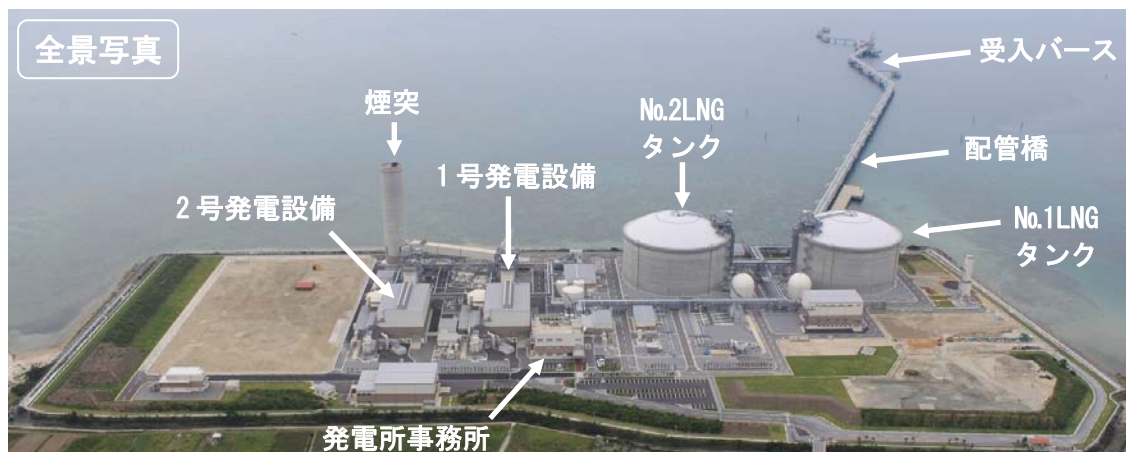 全景写真
受入バース
煙突
No.2LNG
タンク
配管橋
1号発電設備
2号発電設備
No.1LNG
タンク
発電所事務所